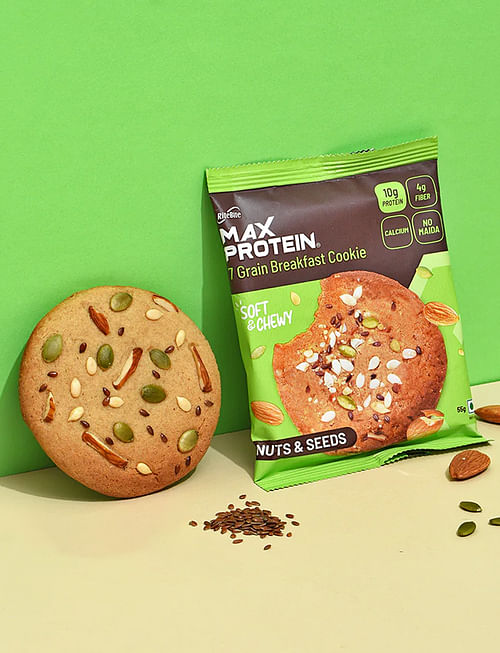 RiteBite
MAX
PROTEIN®
7 Grain Breakfast Cookie
10g
PROTEIN
4g
FIBER
CALCIUM
NO
MAIDA
SOFT
& CHEWY
NUTS & SEEDS
55g